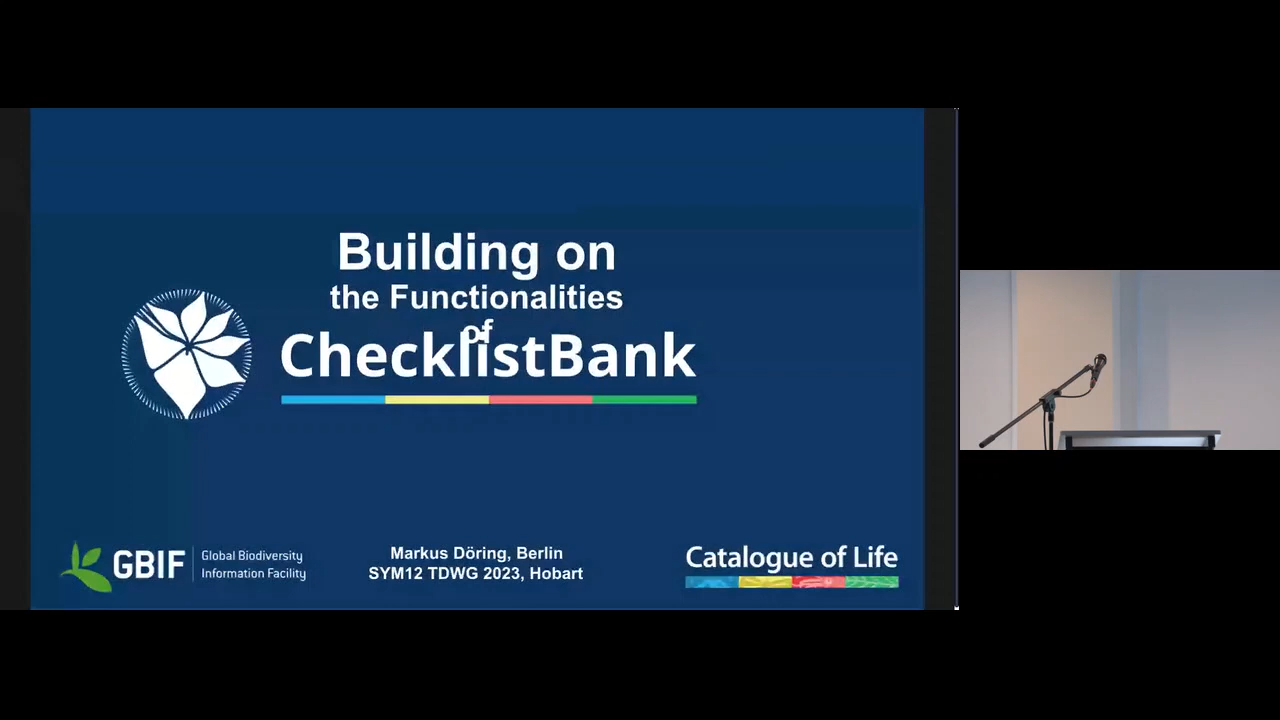 Building on
the Functionalities
of
ChecklistBank
GBIF
Global Biodiversity
Information Facility
Markus Döring, Berlin
SYM12 TDWG 2023, Hobart
Catalogue of Life